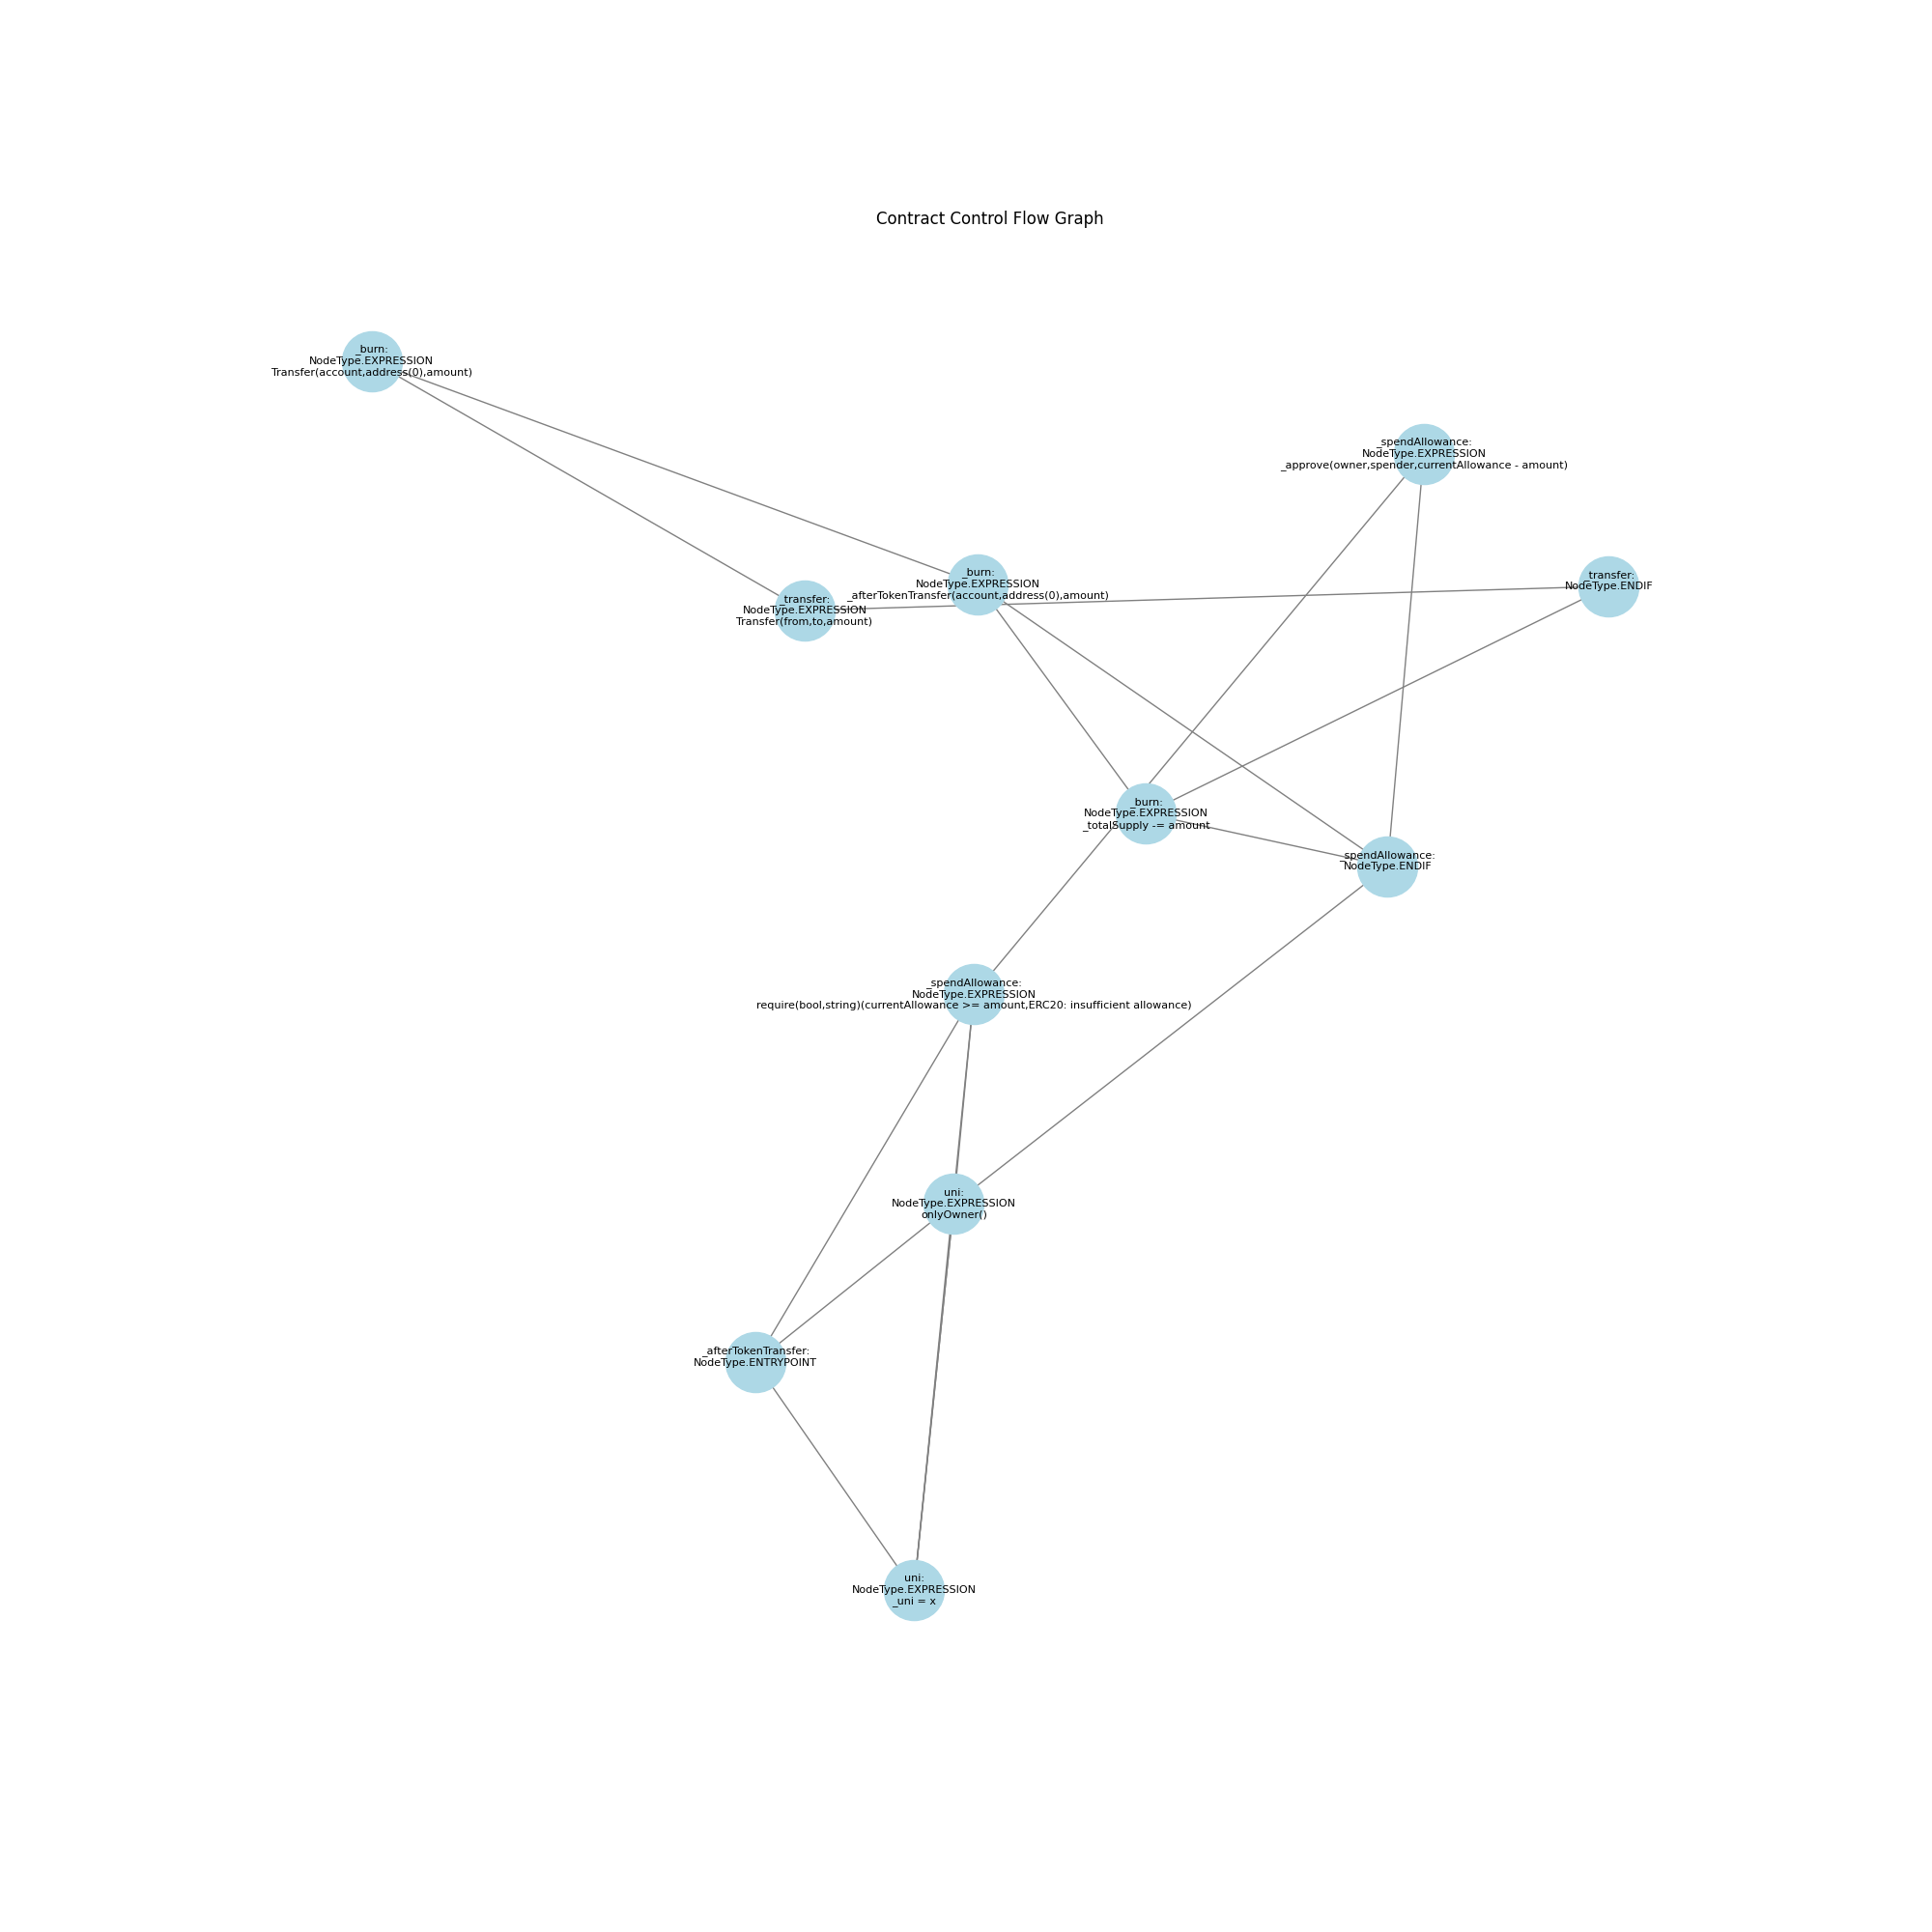 Contract Control Flow Graph
_burn:
NodeType.EXPRESSION
Transfer(account,address(0),amount)
_spendAllowance:
NodeType.EXPRESSION
_approve(owner,spender,currentAllowance - amount)
_burn:
NodeType.EXPRESSION
_afterTokenTransfer(account,address(0),amount)
_transfer:
NodeType.ENDIF
_transfer:
NodeType.EXPRESSION
Transfer(from,to,amount)
_burn:
NodeType.EXPRESSION
_totalSupply -= amount
_spendAllowance:
NodeType.ENDIF
_spendAllowance:
NodeType.EXPRESSION
require(bool,string)(currentAllowance >= amount,ERC20: insufficient allowance)
uni:
NodeType.EXPRESSION
onlyOwner()
_afterTokenTransfer:
NodeType.ENTRYPOINT
uni:
NodeType.EXPRESSION
_uni = x